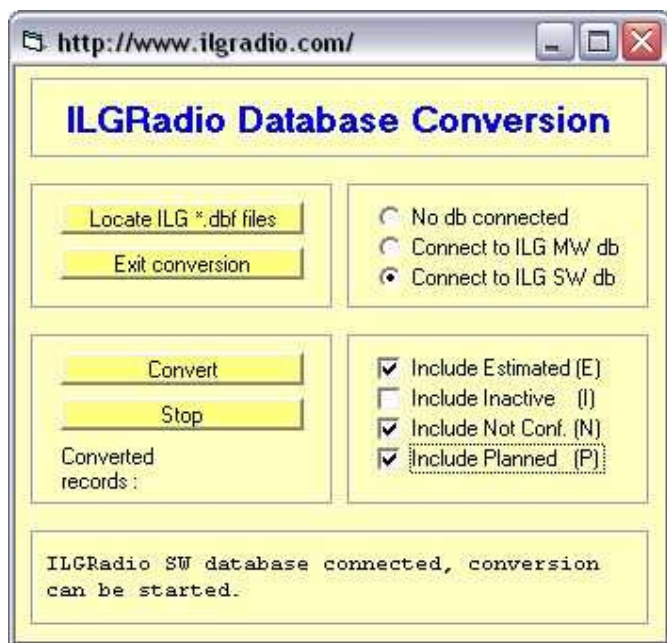 http://www.ilgradio.com/
ILGRadio Database Conversion
Locate ILG *.dbf files
Exit conversion
No db connected
Connect to ILG MW db
Connect to ILG SW db
Convert
Stop
Converted
records :
Include Estimated (E)
Include Inactive (I)
Include Not Conf. (N)
Include Planned (P)
ILGRadio SW database connected, conversion
can be started.